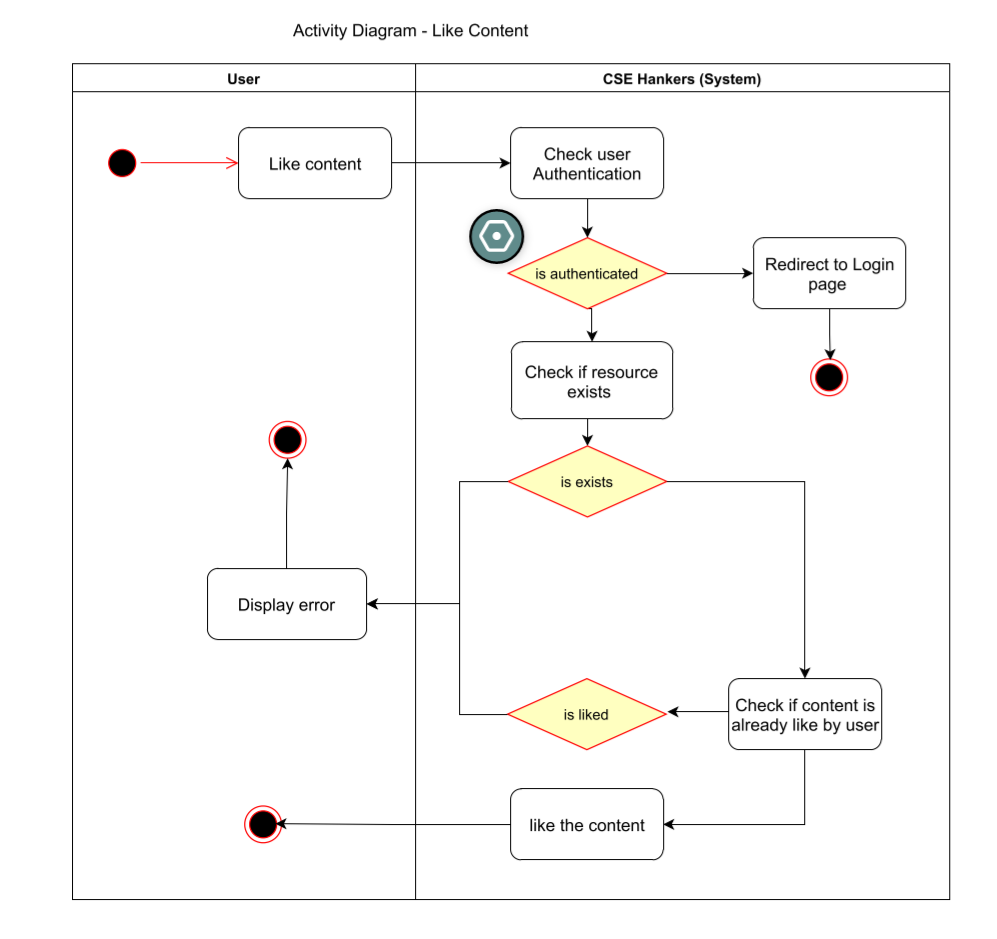 Activity Diagram - Like Content
User
CSE Hankers (System)
Like content
Check user
Authentication
is authenticated
Redirect to Login
page
Check if resource
exists
is exists
Display error
is liked
Check if content is
already like by user
like the content